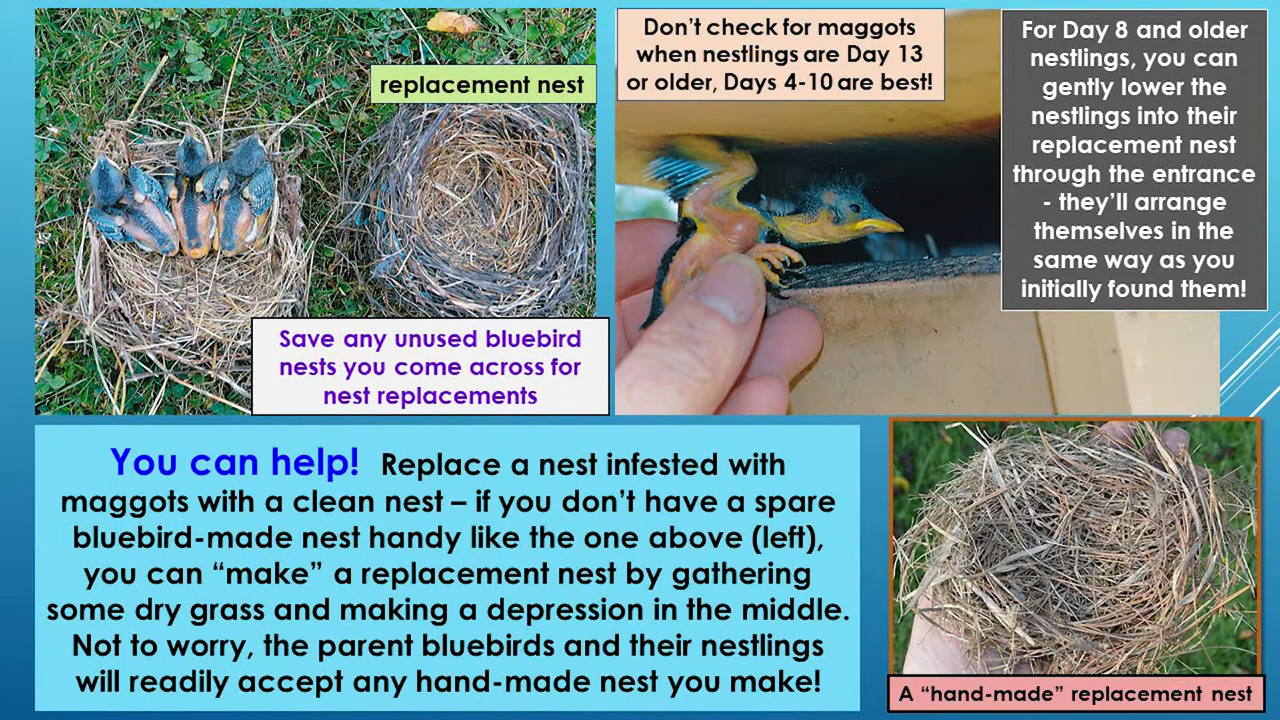 replacement nest
Save any unused bluebird
nests you come across for
nest replacements
Don't check for maggots
when nestlings are Day 13
or older, Days 4-10 are best!
For Day 8 and older
nestlings, you can
gently lower the
nestlings into their
replacement nest
through the entrance
- they'll arrange
themselves in the
same way as you
initially found them!
You can help! Replace a nest infested with
maggots with a clean nest – if you don't have a spare
bluebird-made nest handy like the one above (left),
you can “make” a replacement nest by gathering
some dry grass and making a depression in the middle.
Not to worry, the parent bluebirds and their nestlings
will readily accept any hand-made nest you make!
A “hand-made” replacement nest